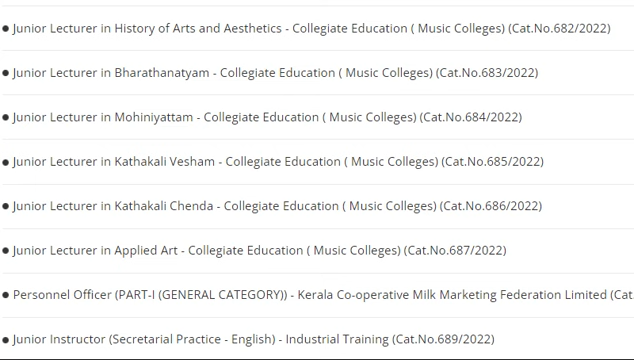 Junior Lecturer in History of Arts and Aesthetics - Collegiate Education ( Music Colleges) (Cat.No.682/2022)
Junior Lecturer in Bharathanatyam - Collegiate Education ( Music Colleges) (Cat.No.683/2022)
Junior Lecturer in Mohiniyattam - Collegiate Education ( Music Colleges) (Cat.No.684/2022)
Junior Lecturer in Kathakali Vesham - Collegiate Education ( Music Colleges) (Cat.No.685/2022)
Junior Lecturer in Kathakali Chenda - Collegiate Education ( Music Colleges) (Cat.No.686/2022)
Junior Lecturer in Applied Art - Collegiate Education ( Music Colleges) (Cat.No.687/2022)
Personnel Officer (PART-I (GENERAL CATEGORY)) - Kerala Co-operative Milk Marketing Federation Limited (Cat
Junior Instructor (Secretarial Practice - English) - Industrial Training (Cat.No.689/2022)